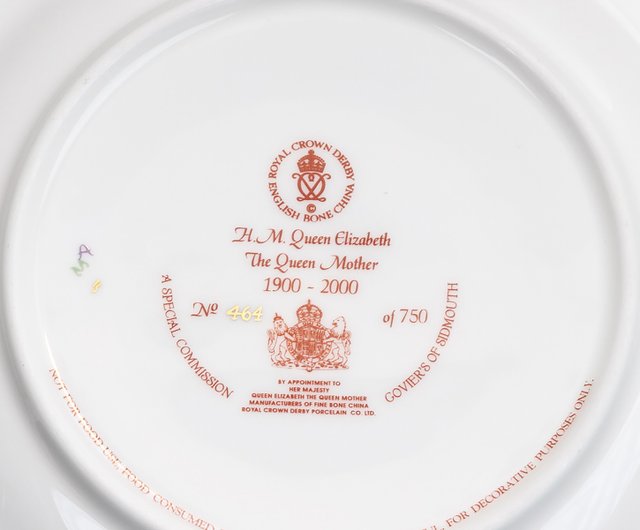 ROYAL CROWN DERBY
ENGLISH BONE CHINA
©
H.M. Queen Elizabeth
The Queen Mother
1900 - 2000
Nº 464 of 750
A SPECIAL COMMISSION
GOVIER'S OF SIDMOUTH
BY APPOINTMENT TO
HER MAJESTY
QUEEN ELIZABETH THE QUEEN MOTHER
MANUFACTURERS OF FINE BONE CHINA
ROYAL CROWN DERBY PORCELAIN CO. LTD.
NOT FOR FOOD USE. FOOD CONSUMED
FOR DECORATIVE PURPOSES ONLY.